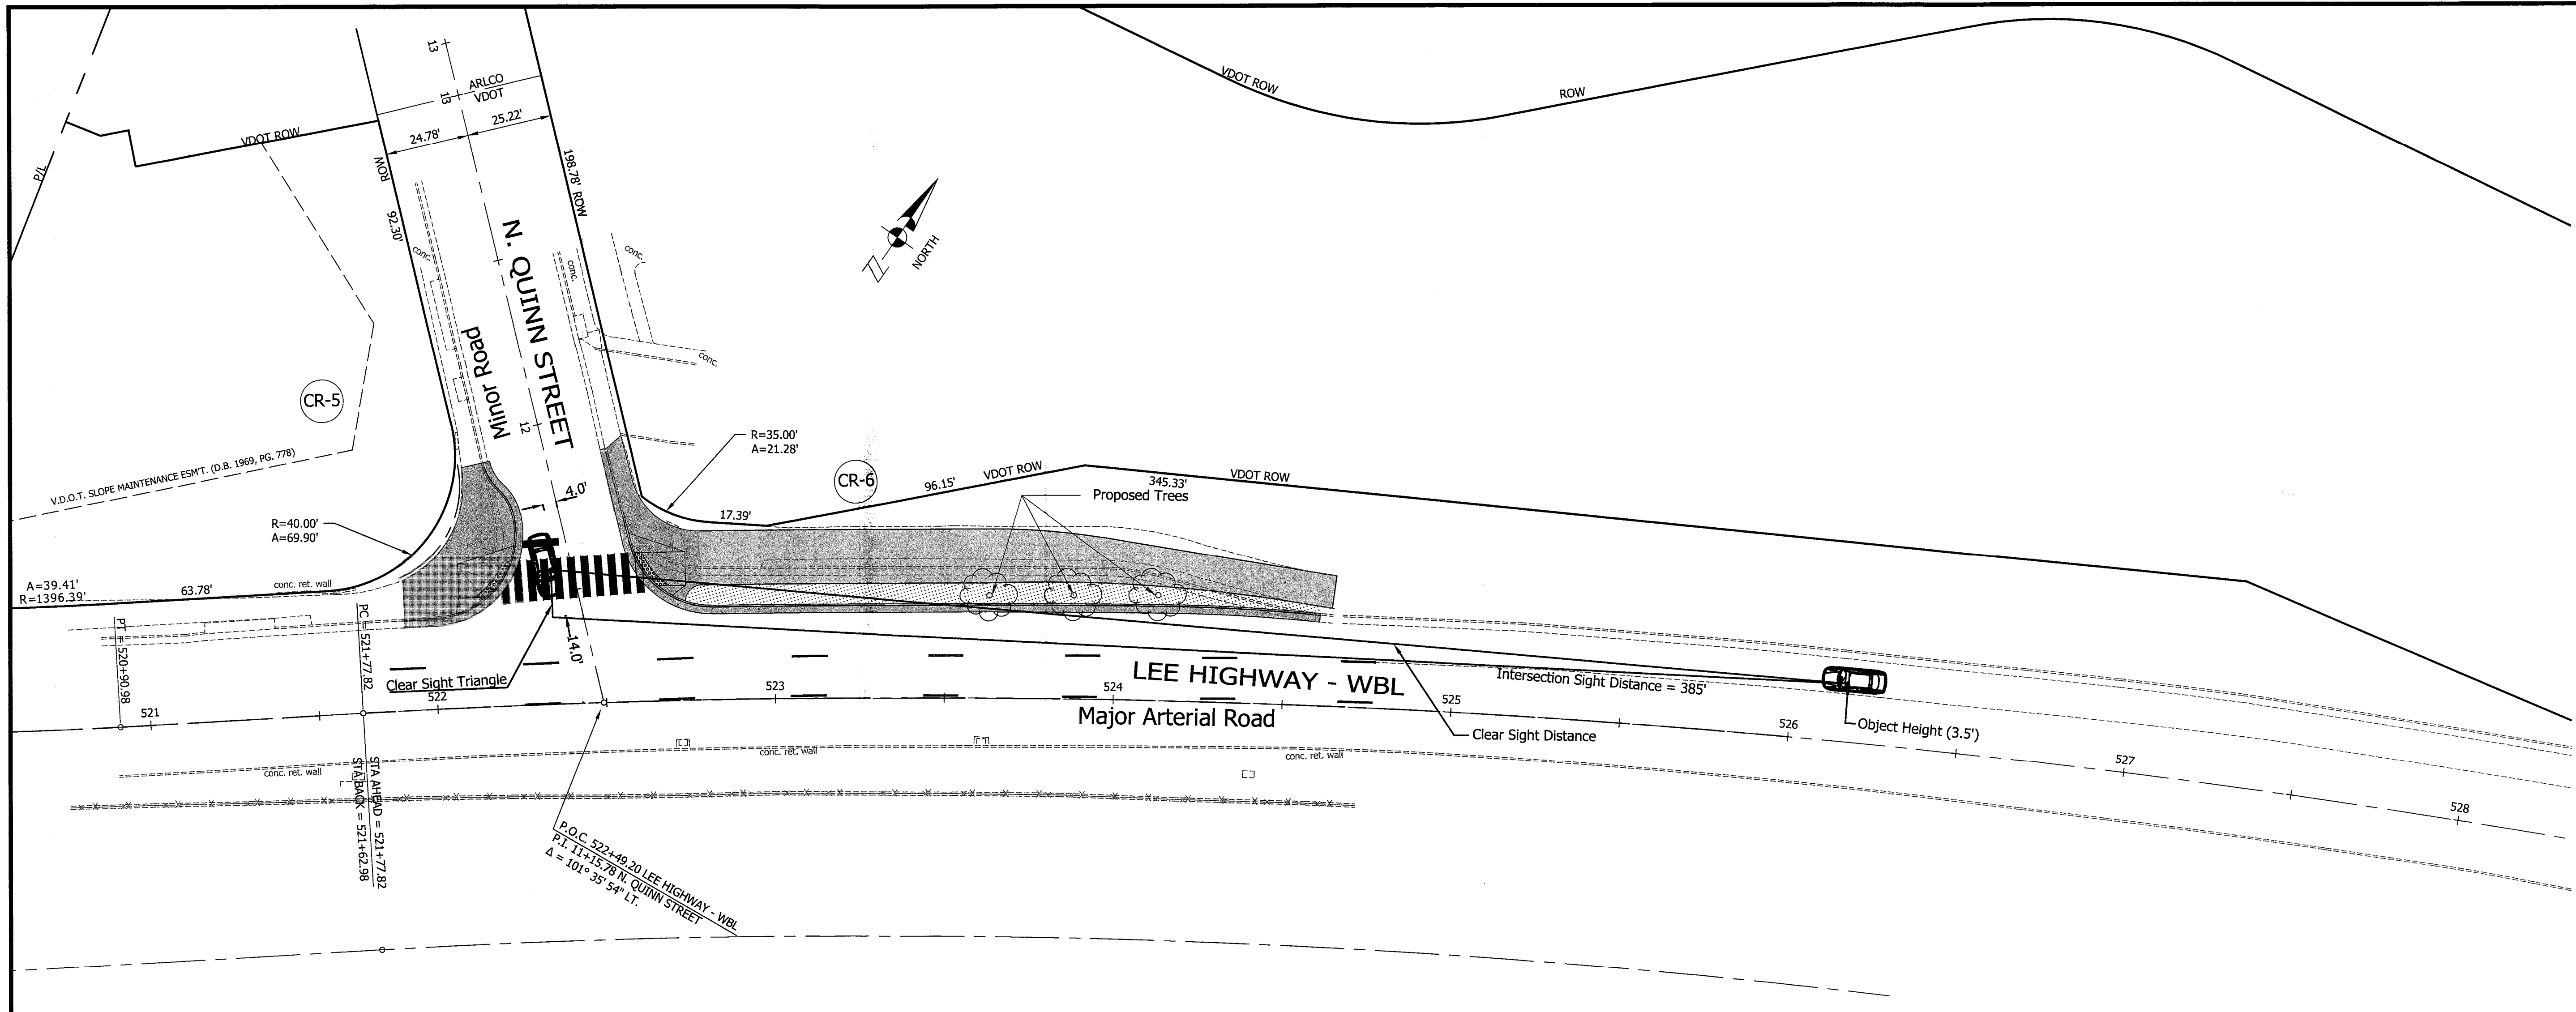 13
ARLCO
13
VDOT
24.78'
25.22'
VDOT ROW
P/L
ROW
92.30'
198.78' ROW
VDOT ROW
ROW
NORTH
conc.
conc.
conc.
conc.
N. QUINN STREET
Minor Road
12
CR-5
V.D.O.T. SLOPE MAINTENANCE ESM'T. (D.B. 1969, PG. 778)
R=35.00'
A=21.28'
CR-6
4.0'
17.39'
96.15'
VDOT ROW
345.33'
VDOT ROW
Proposed Trees
R=40.00'
A=69.90'
A=39.41'
R=1396.39'
63.78'
conc. ret. wall
PT = 520+90.98
PC = 521+77.82
14.0'
Clear Sight Triangle
LEE HIGHWAY - WBL
Major Arterial Road
Intersection Sight Distance = 385'
Clear Sight Distance
Object Height (3.5')
521
522
523
524
525
526
527
528
conc. ret. wall
conc. ret. wall
conc. ret. wall
STA AHEAD = 521+77.82
STA BACK = 521+62.98
P.O.C. 522+49.20 LEE HIGHWAY - WBL
P.I. 11+15.78 N. QUINN STREET
Δ = 101° 35' 54" LT.